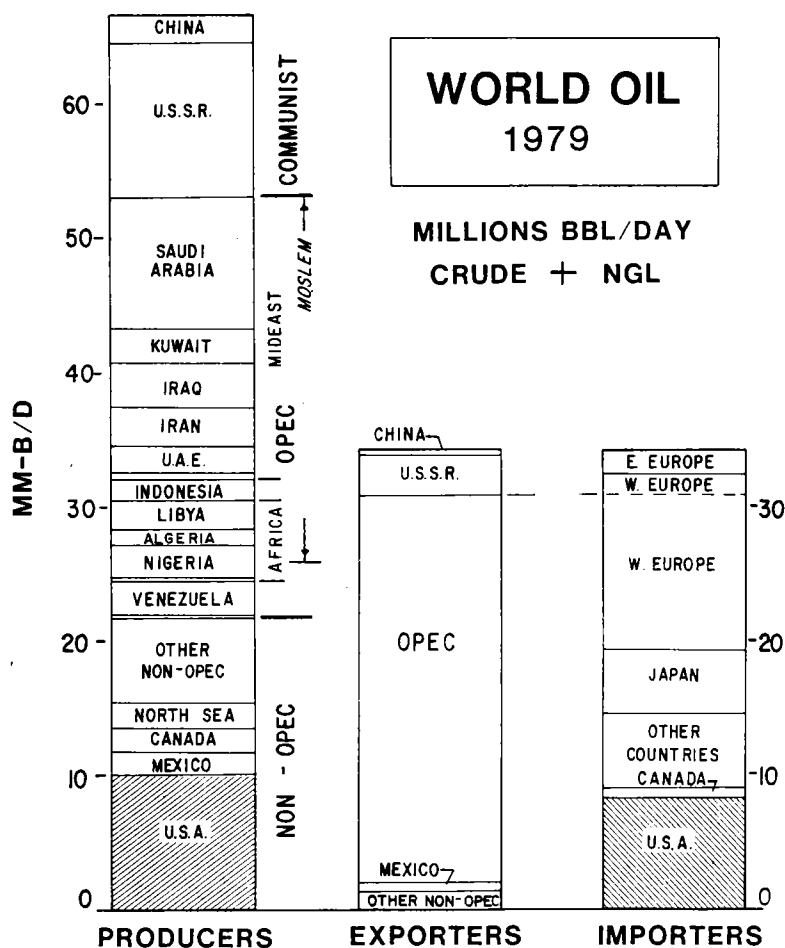 WORLD OIL
1979
MILLIONS BBL/DAY
CRUDE + NGL
MM-B/D
60
50
40
30
20
10
0
CHINA
U.S.S.R.
SAUDI
ARABIA
KUWAIT
IRAQ
IRAN
U.A.E.
INDONESIA
LIBYA
ALGERIA
NIGERIA
VENEZUELA
OTHER
NON-OPEC
NORTH SEA
CANADA
MEXICO
U.S.A.
PRODUCERS
COMMUNIST
MOSLEM
MIDEAST
OPEC
AFRICA
NON-OPEC
CHINA
U.S.S.R.
OPEC
MEXICO
OTHER NON-OPEC
EXPORTERS
E. EUROPE
W. EUROPE
W. EUROPE
JAPAN
OTHER
COUNTRIES
CANADA
U.S.A.
IMPORTERS
30
20
10
0